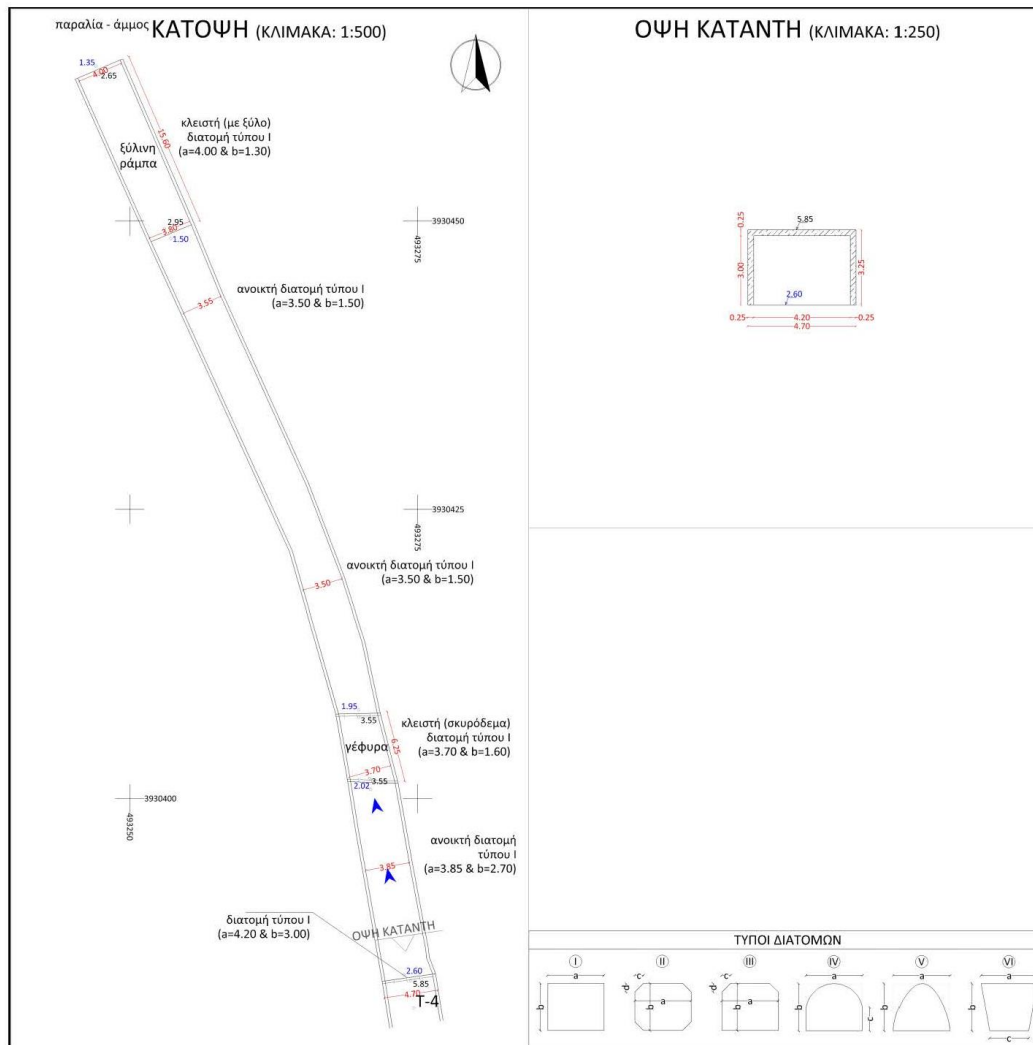 παραλία - άμμος ΚΑΤΟΨΗ (ΚΛΙΜΑΚΑ: 1:500)
1.35
4.00
2.65
15.60
κλειστή (με ξύλο)
διατομή τύπου Ι
(a=4.00 & b=1.30)
ξύλινη
ράμπα
2.95
3.80
1.50
3930450
493275
ανοικτή διατομή τύπου Ι
(a=3.50 & b=1.50)
3.55
3930425
493275
ανοικτή διατομή τύπου Ι
(a=3.50 & b=1.50)
3.50
1.95
3.55
κλειστή (σκυρόδεμα)
διατομή τύπου Ι
(a=3.70 & b=1.60)
6.25
γέφυρα
3.70
3.55
2.02
3930400
493250
ανοικτή διατομή
τύπου Ι
(a=3.85 & b=2.70)
3.85
διατομή τύπου Ι
(a=4.20 & b=3.00)
ΟΨΗ ΚΑΤΑΝΤΗ
2.60
5.85
4.70
T-4
ΟΨΗ ΚΑΤΑΝΤΗ (ΚΛΙΜΑΚΑ: 1:250)
0.25
5.85
3.00
3.25
2.60
0.25 4.20 0.25
4.70
ΤΥΠΟΙ ΔΙΑΤΟΜΩΝ
I II III IV V VI
a b
c d a b
c d a b
a b c
a b
a b c